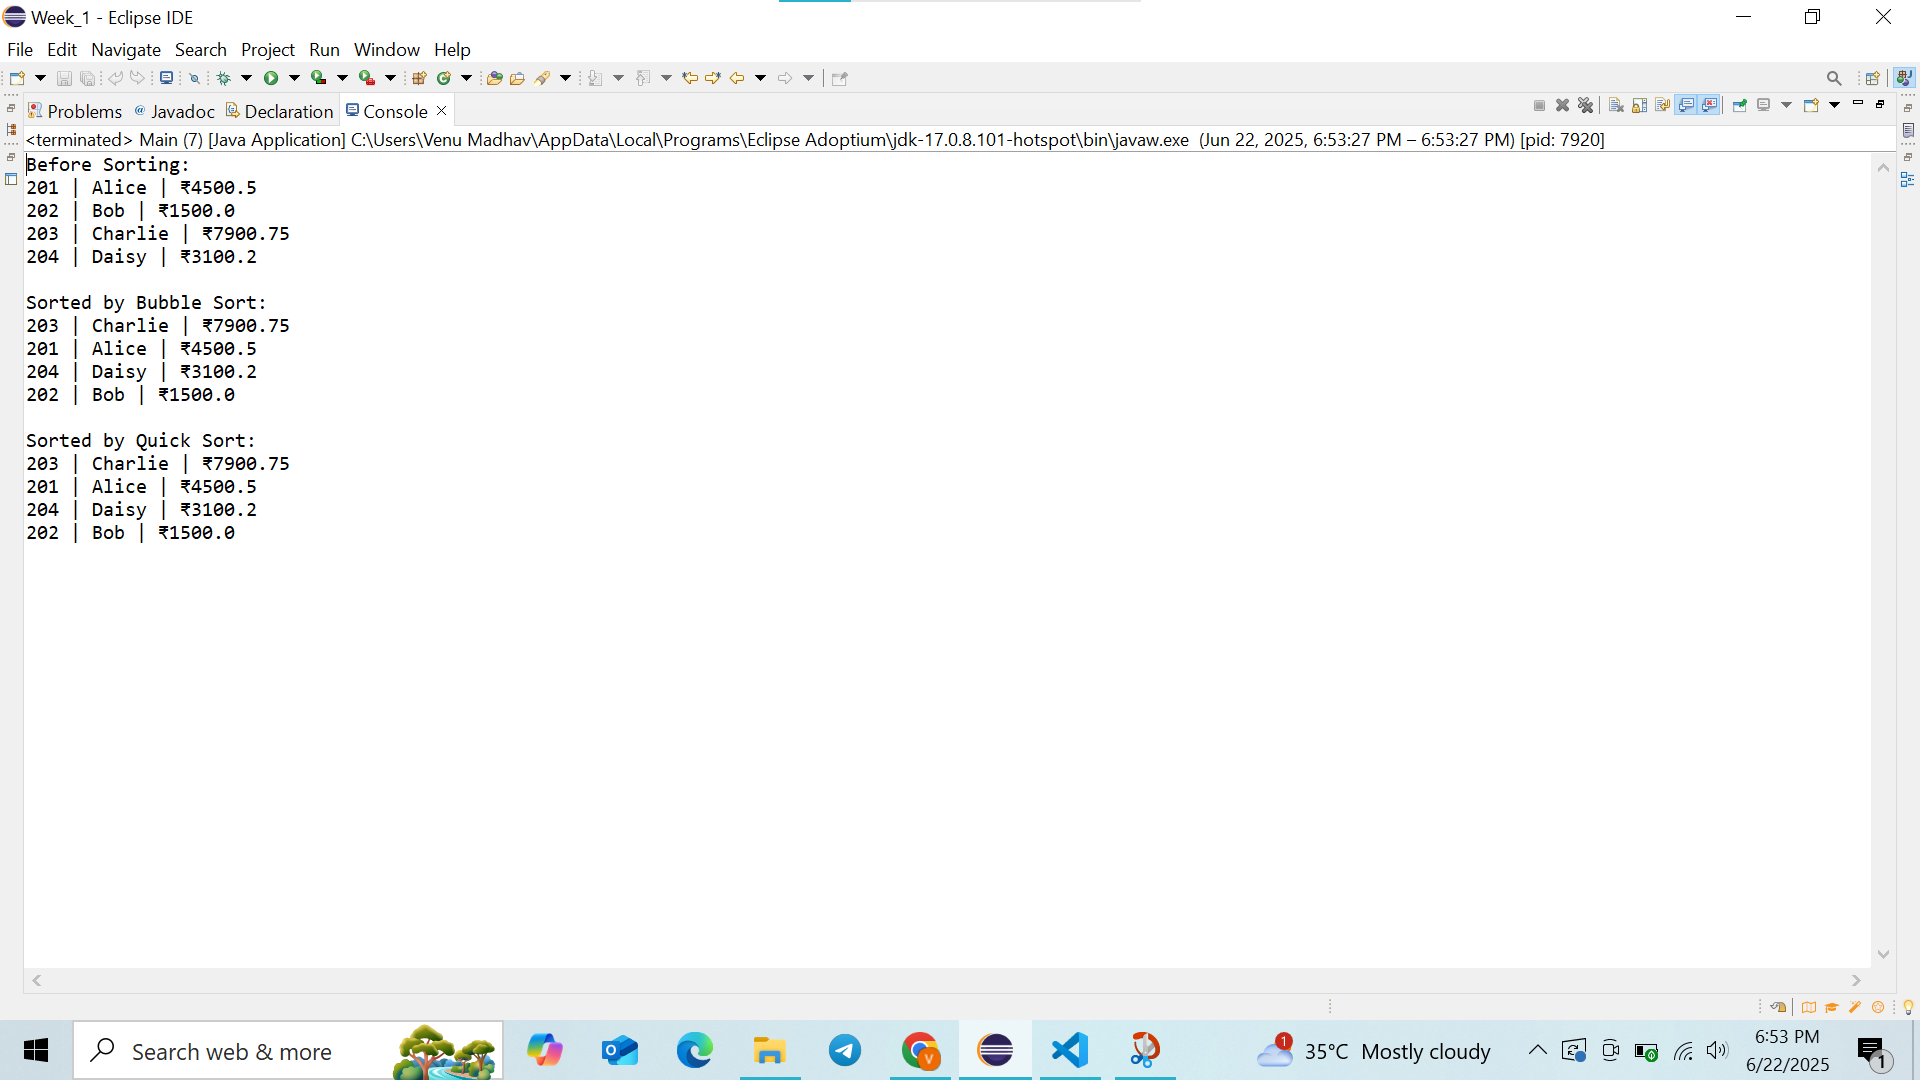 Week_1 - Eclipse IDE
File Edit Navigate Search Project Run Window Help
Problems @ Javadoc Declaration Console
<terminated> Main (7) [Java Application] C:\Users\Venu Madhav\AppData\Local\Programs\Eclipse Adoptium\jdk-17.0.8.101-hotspot\bin\javaw.exe (Jun 22, 2025, 6:53:27 PM – 6:53:27 PM) [pid: 7920]
Before Sorting:
201 | Alice | ₹4500.5
202 | Bob | ₹1500.0
203 | Charlie | ₹7900.75
204 | Daisy | ₹3100.2
Sorted by Bubble Sort:
203 | Charlie | ₹7900.75
201 | Alice | ₹4500.5
204 | Daisy | ₹3100.2
202 | Bob | ₹1500.0
Sorted by Quick Sort:
203 | Charlie | ₹7900.75
201 | Alice | ₹4500.5
204 | Daisy | ₹3100.2
202 | Bob | ₹1500.0
Search web & more
V
1
35°C Mostly cloudy
6:53 PM
6/22/2025
1